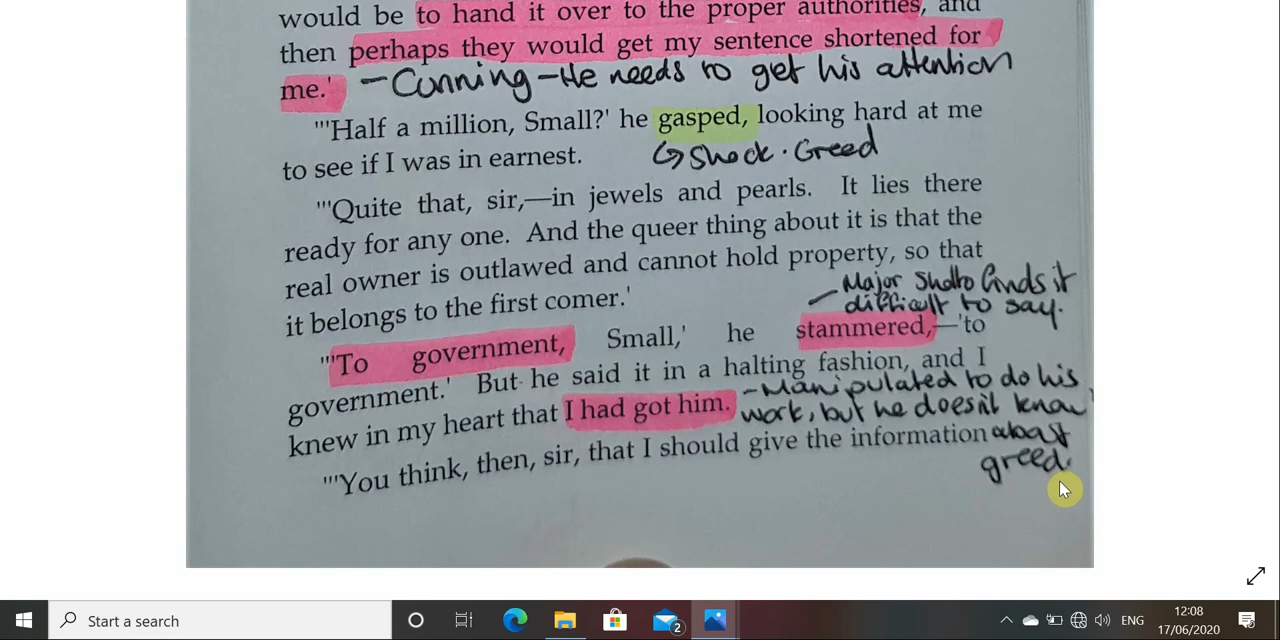 would be to hand it over to the proper authorities, and
then perhaps they would get my sentence shortened for
me.' - Cunning - He needs to get his attention
"'Half a million, Small?' he gasped, looking hard at me
to see if I was in earnest. ↳ Shock. Greed
"'Quite that, sir,—in jewels and pearls. It lies there
ready for any one. And the queer thing about it is that the
real owner is outlawed and cannot hold property, so that
it belongs to the first comer.'
- Major Sholto finds it
difficult to say.
"'To government, Small,' he stammered,—'to
government.' But he said it in a halting fashion, and I
knew in my heart that I had got him.
- Manipulated to do his
work, but he doesn't know
about
greed.
"'You think, then, sir, that I should give the information
Start a search
2
ENG
12:08
17/06/2020